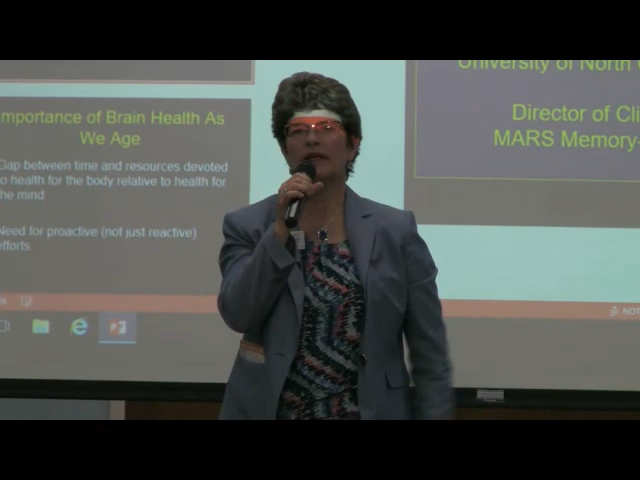 Importance of Brain Health As
We Age
Gap between time and resources devoted
to health for the body relative to health for
the mind
Need for proactive (not just reactive)
efforts
University of North
Director of
MARS Memory-